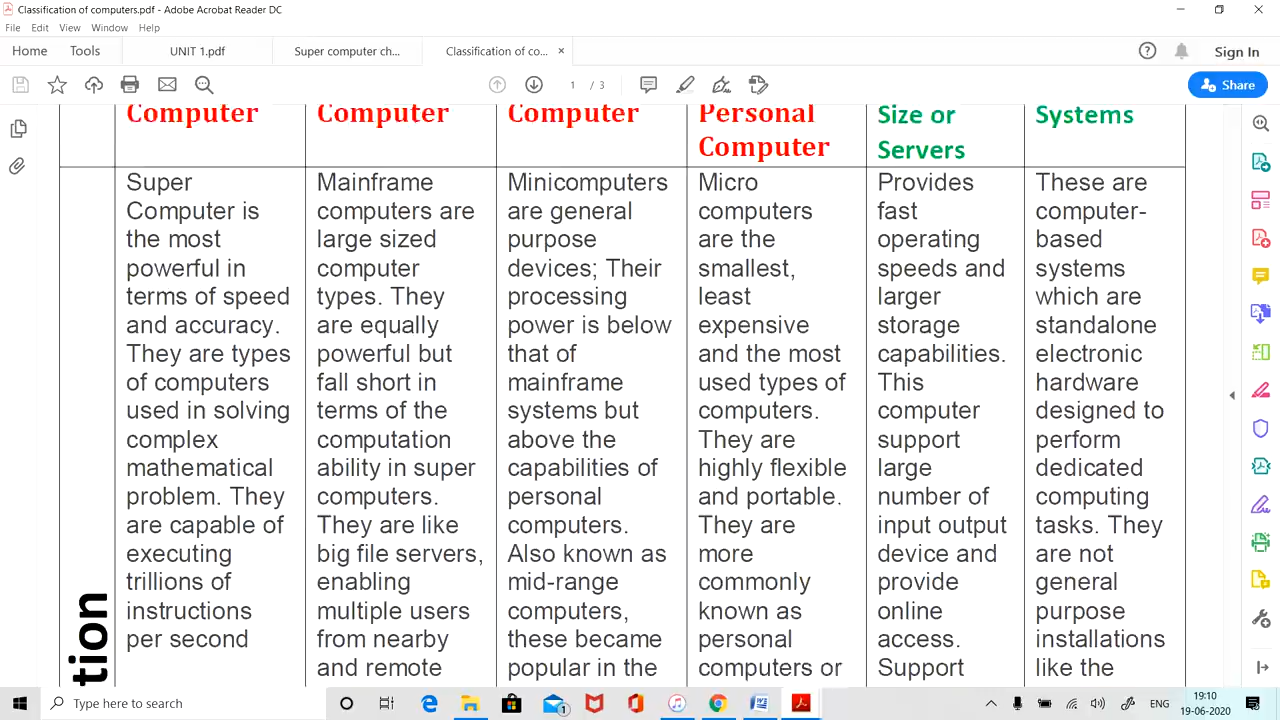 Classification of computers.pdf - Adobe Acrobat Reader DC
File Edit View Window Help
Home Tools UNIT 1.pdf Super computer ch... Classification of co... × Sign In
1 / 3 Share
Computer
Computer
Computer
Personal
Computer
Size or
Servers
Systems
tion
Super
Computer is
the most
powerful in
terms of speed
and accuracy.
They are types
of computers
used in solving
complex
mathematical
problem. They
are capable of
executing
trillions of
instructions
per second
Mainframe
computers are
large sized
computer
types. They
are equally
powerful but
fall short in
terms of the
computation
ability in super
computers.
They are like
big file servers,
enabling
multiple users
from nearby
and remote
Minicomputers
are general
purpose
devices; Their
processing
power is below
that of
mainframe
systems but
above the
capabilities of
personal
computers.
Also known as
mid-range
computers,
these became
popular in the
Micro
computers
are the
smallest,
least
expensive
and the most
used types of
computers.
They are
highly flexible
and portable.
They are
more
commonly
known as
personal
computers or
Provides
fast
operating
speeds and
larger
storage
capabilities.
This
computer
support
large
number of
input output
device and
provide
online
access.
Support
These are
computer-
based
systems
which are
standalone
electronic
hardware
designed to
perform
dedicated
computing
tasks. They
are not
general
purpose
installations
like the
Type here to search
1
ENG
19:10
19-06-2020